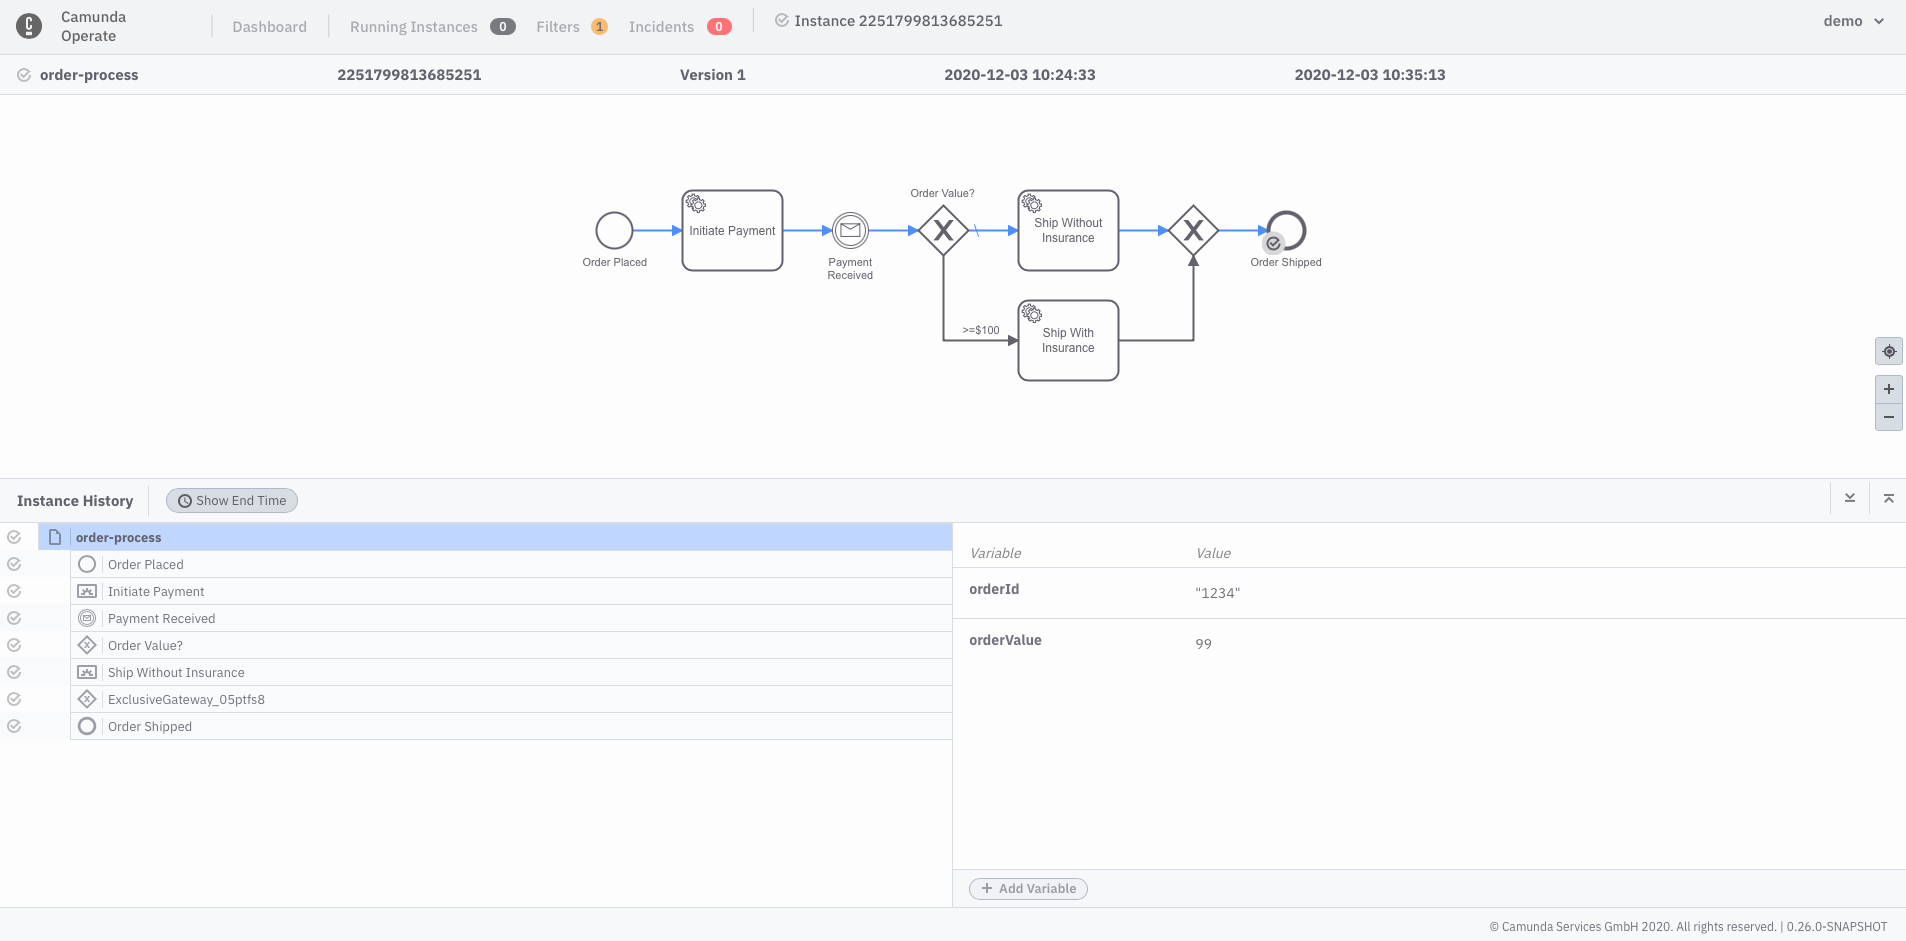 Camunda
Operate
Dashboard
Running Instances 0
Filters 1
Incidents 0
Instance 2251799813685251
demo
order-process 2251799813685251 Version 1 2020-12-03 10:24:33 2020-12-03 10:35:13
Order Placed
Initiate Payment
Payment
Received
Order Value?
Ship Without
Insurance
>=$100
Ship With
Insurance
Order Shipped
Instance History
Show End Time
order-process
Order Placed
Initiate Payment
Payment Received
Order Value?
Ship Without Insurance
ExclusiveGateway_05ptfs8
Order Shipped
Variable Value
orderId "1234"
orderValue 99
+ Add Variable
© Camunda Services GmbH 2020. All rights reserved. | 0.26.0-SNAPSHOT